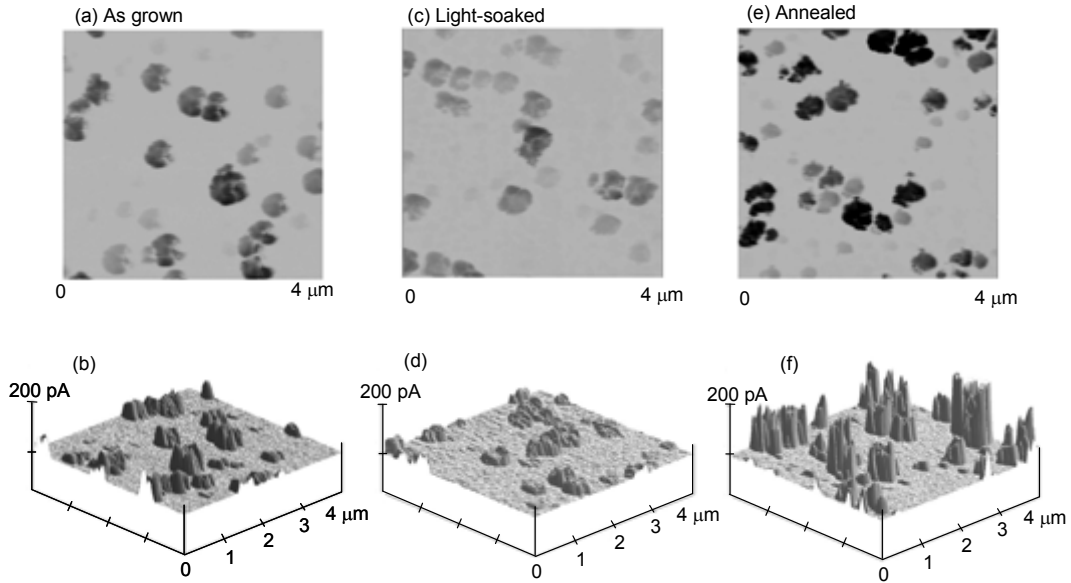 (a) As grown
(c) Light-soaked
(e) Annealed
0
4 μm
0
4 μm
0
4 μm
(b)
200 pA
0
1
2
3
4 μm
(d)
200 pA
0
1
2
3
4 μm
(f)
200 pA
0
1
2
3
4 μm